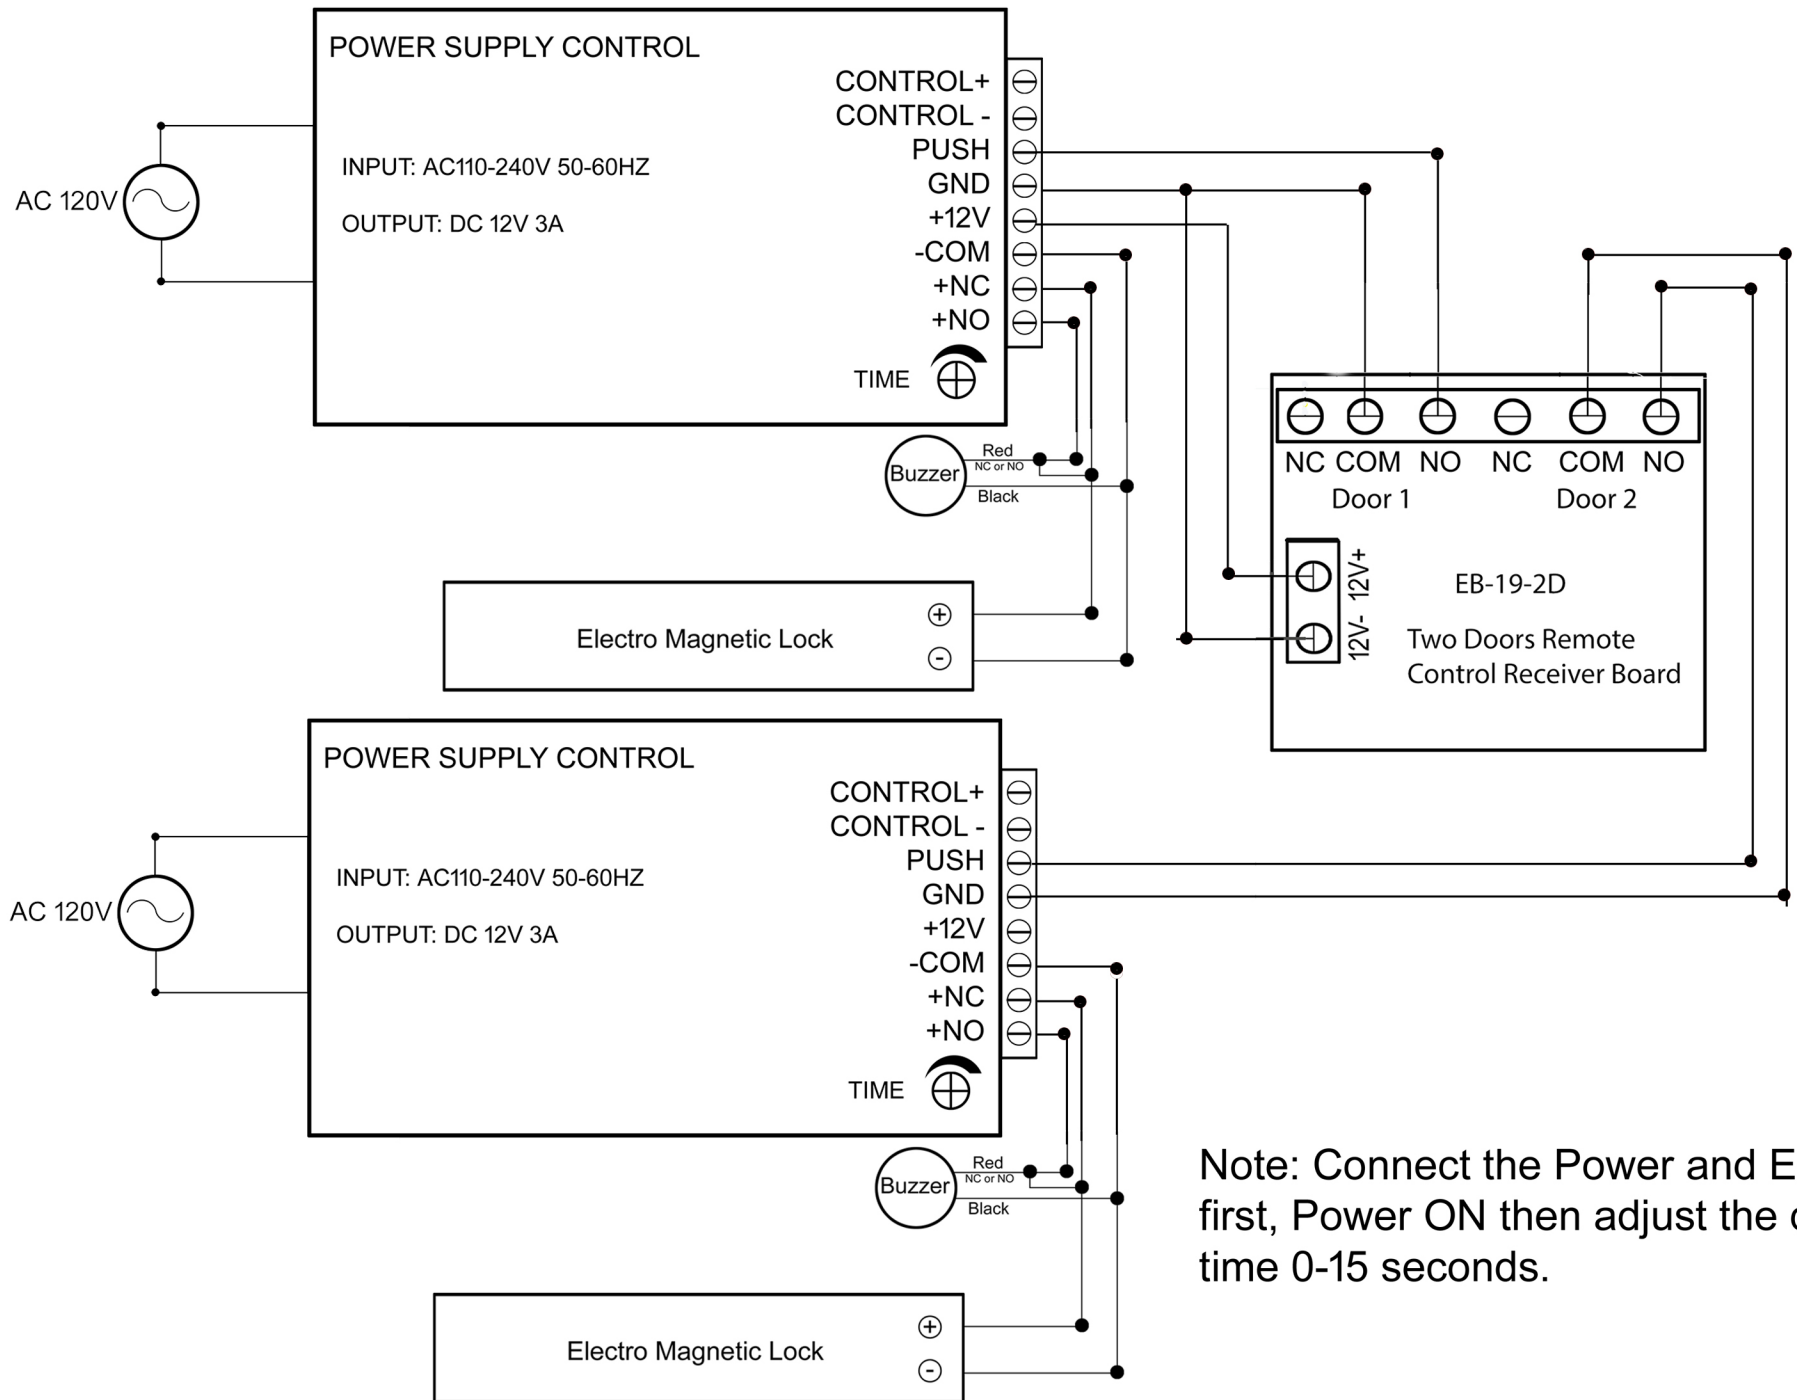 POWER SUPPLY CONTROL
CONTROL+
CONTROL -
PUSH
GND
+12V
-COM
+NC
+NO
INPUT: AC110-240V 50-60HZ
OUTPUT: DC 12V 3A
AC 120V
TIME
Buzzer
Red
NC or NO
Black
Electro Magnetic Lock
NC COM NO NC COM NO
Door 1 Door 2
12V+
12V-
EB-19-2D
Two Doors Remote
Control Receiver Board
POWER SUPPLY CONTROL
CONTROL+
CONTROL -
PUSH
GND
+12V
-COM
+NC
+NO
INPUT: AC110-240V 50-60HZ
OUTPUT: DC 12V 3A
AC 120V
TIME
Buzzer
Red
NC or NO
Black
Electro Magnetic Lock
Note: Connect the Power and
first, Power ON then adjust the
time 0-15 seconds.